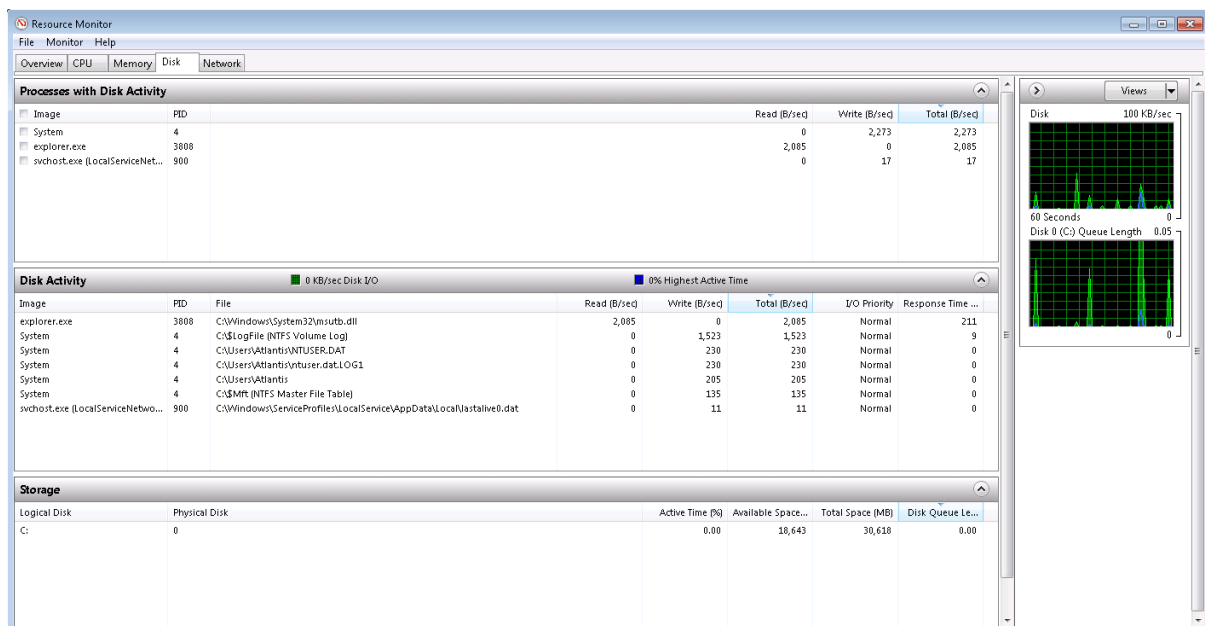 Resource Monitor
File Monitor Help
Overview CPU Memory Disk Network
Processes with Disk Activity
Image PID Read (B/sec) Write (B/sec) Total (B/sec)
System 4 0 2,273 2,273
explorer.exe 3808 2,085 0 2,085
svchost.exe (LocalServiceNet... 900 0 17 17
Disk Activity 0 KB/sec Disk I/O 0% Highest Active Time
Image PID File Read (B/sec) Write (B/sec) Total (B/sec) I/O Priority Response Time ...
explorer.exe 3808 C:\Windows\System32\msutb.dll 2,085 0 2,085 Normal 211
System 4 C:\$LogFile (NTFS Volume Log) 0 1,523 1,523 Normal 9
System 4 C:\Users\Atlantis\NTUSER.DAT 0 230 230 Normal 0
System 4 C:\Users\Atlantis\ntuser.dat.LOG1 0 230 230 Normal 0
System 4 C:\Users\Atlantis 0 205 205 Normal 0
System 4 C:\$Mft (NTFS Master File Table) 0 135 135 Normal 0
svchost.exe (LocalServiceNetwo... 900 C:\Windows\ServiceProfiles\LocalService\AppData\Local\lastalive0.dat 0 11 11 Normal 0
Storage
Logical Disk Physical Disk Active Time (%) Available Space... Total Space (MB) Disk Queue Le...
C: 0 0.00 18,643 30,618 0.00
Views
Disk 100 KB/sec
60 Seconds 0
Disk 0 (C:) Queue Length 0.05
0